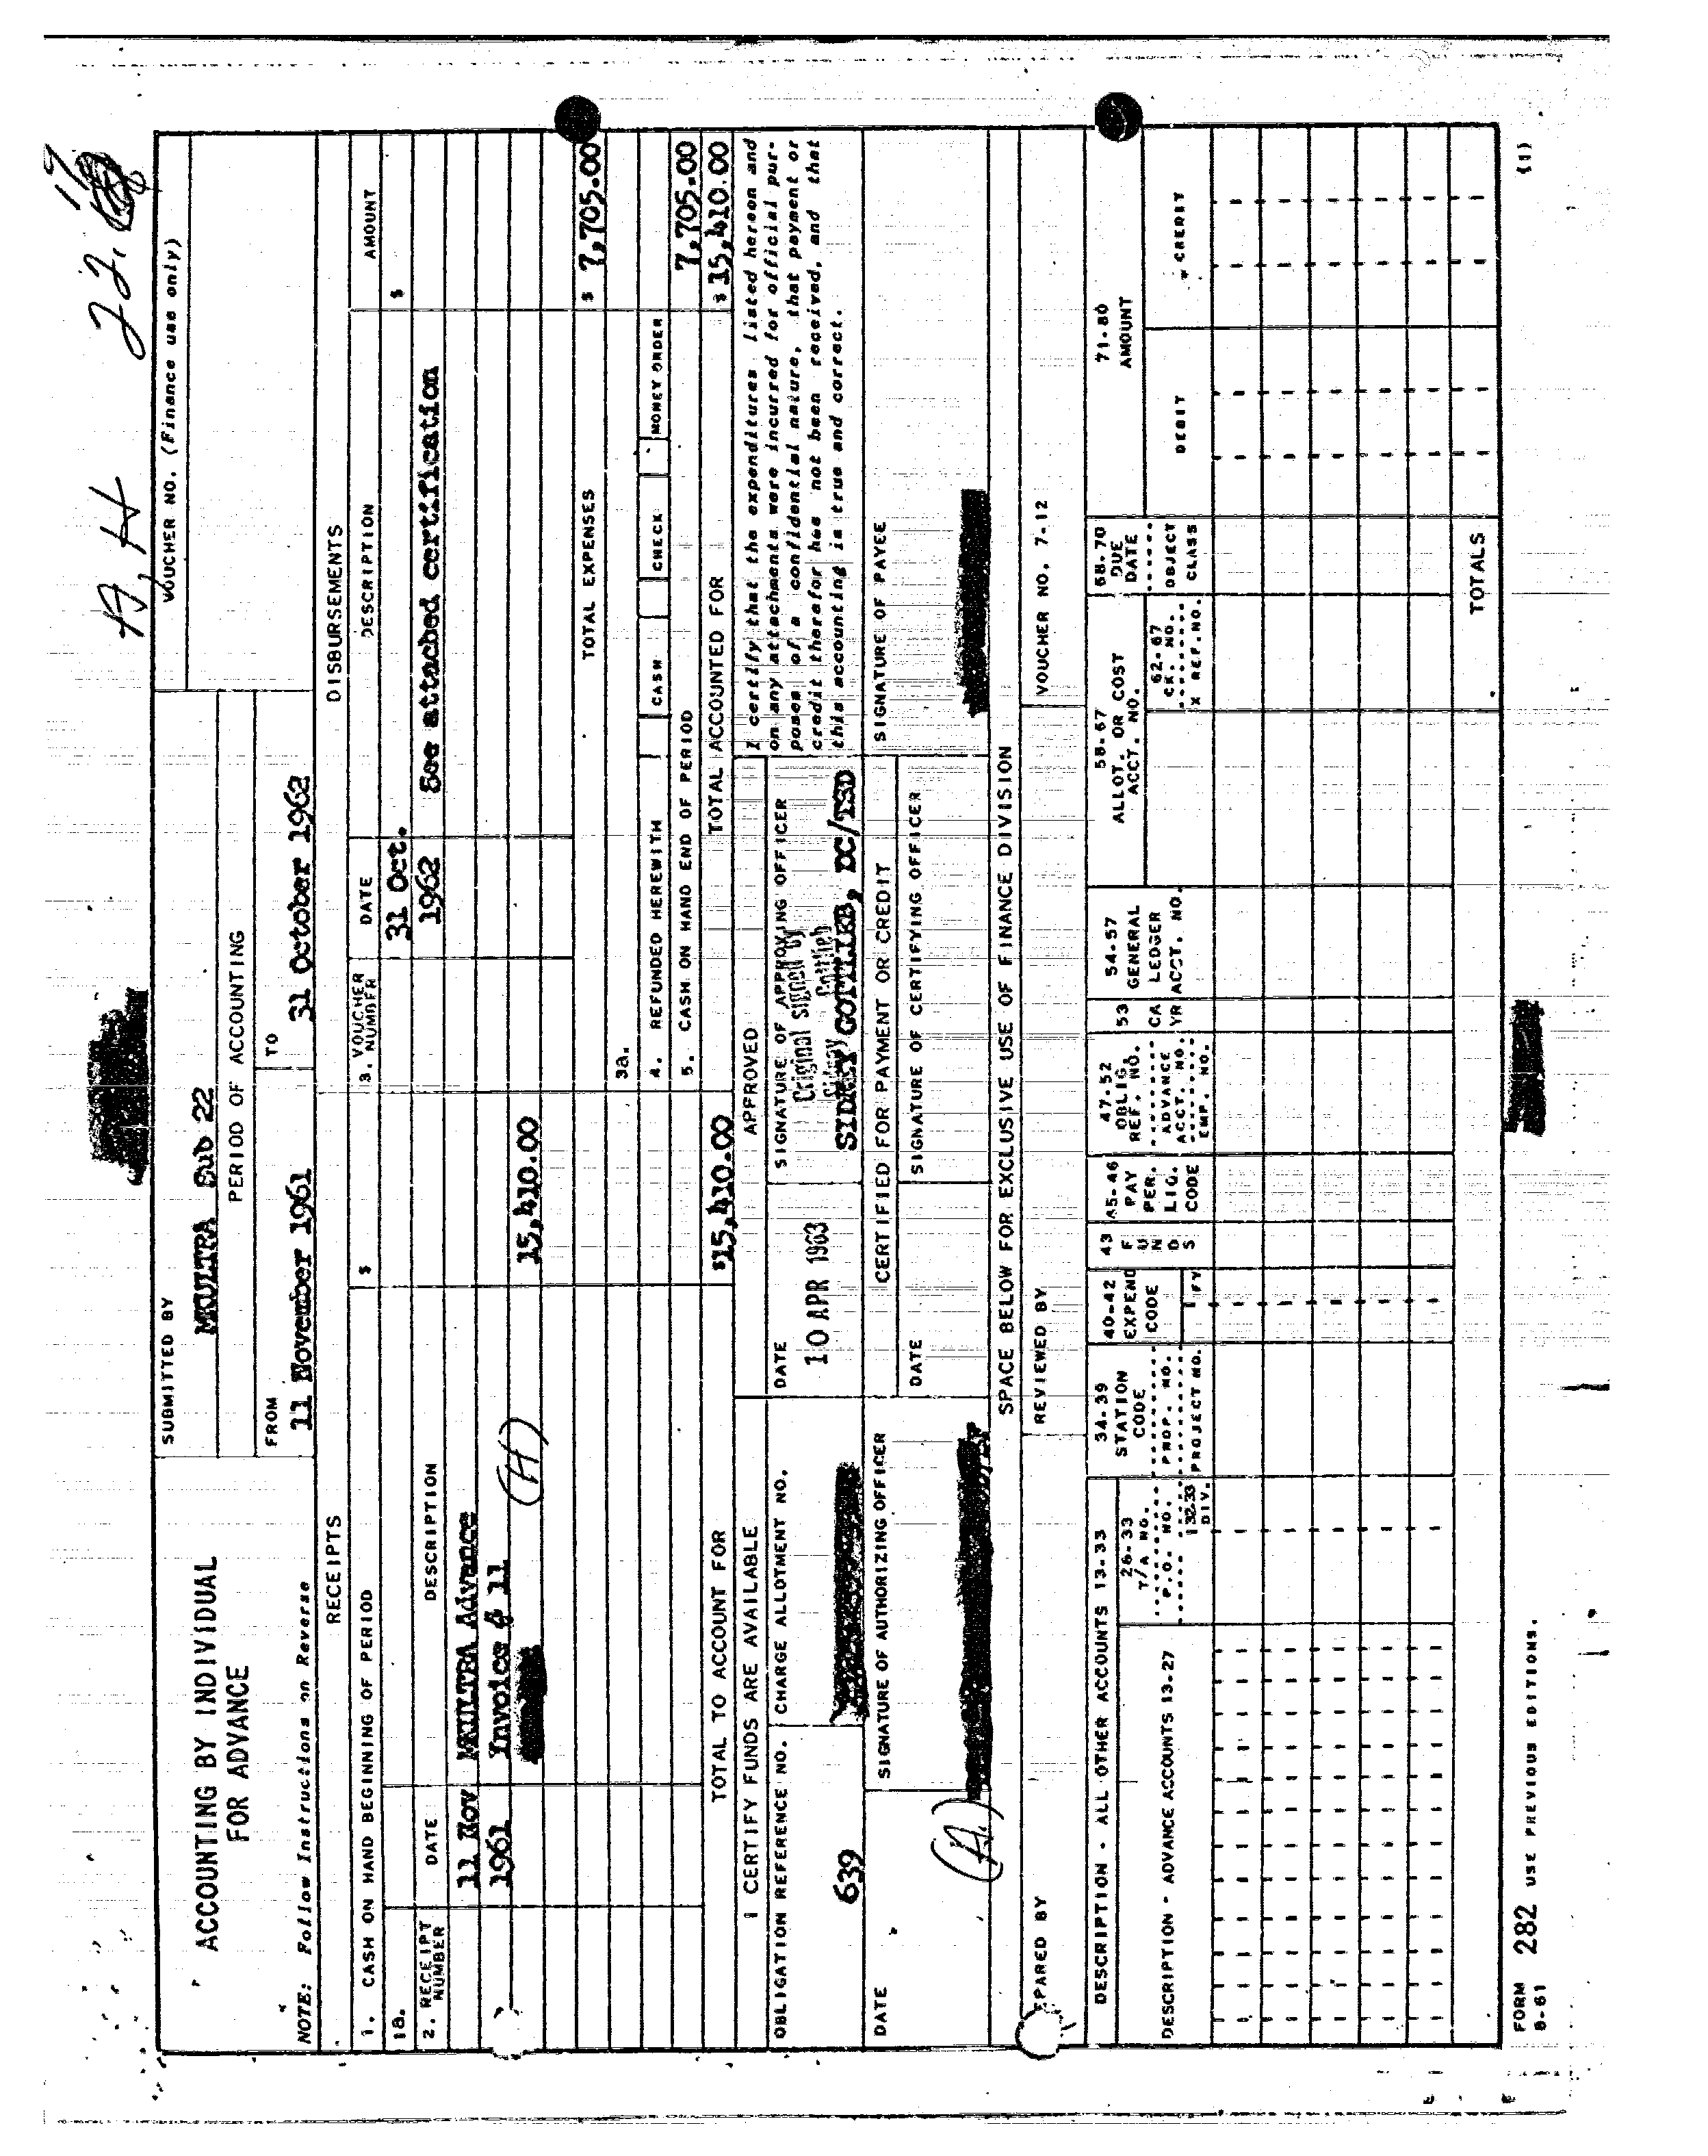 A, H 22. 19
ACCOUNTING BY INDIVIDUAL
FOR ADVANCE
NOTE: Follow Instructions on Reverse
SUBMITTED BY
MKULTRA Sub 22
PERIOD OF ACCOUNTING
FROM
11 November 1961
TO
31 October 1962
VOUCHER NO. (Finance use only)
RECEIPTS
1. CASH ON HAND BEGINNING OF PERIOD
$
1a.
2. RECEIPT NUMBER
DATE
DESCRIPTION
11 Nov MKULTRA Advance
1961 Invoice # 11
(H)
15,410.00
TOTAL TO ACCOUNT FOR
$15,410.00
DISBURSEMENTS
3. VOUCHER NUMBER
DATE
DESCRIPTION
AMOUNT
31 Oct.
$
1962 See attached certification
TOTAL EXPENSES
$ 7,705.00
3a.
4. REFUNDED HEREWITH
CASH
CHECK
MONEY ORDER
5. CASH ON HAND END OF PERIOD
7,705.00
TOTAL ACCOUNTED FOR
$ 15,410.00
I CERTIFY FUNDS ARE AVAILABLE
OBLIGATION REFERENCE NO.
CHARGE ALLOTMENT NO.
639
DATE
SIGNATURE OF AUTHORIZING OFFICER
(A.)
APPROVED
DATE
10 APR 1963
SIGNATURE OF APPROVING OFFICER
Original signed by
Sidney Gottlieb
SIDNEY GOTTLIEB, DC/TSD
CERTIFIED FOR PAYMENT OR CREDIT
DATE
SIGNATURE OF CERTIFYING OFFICER
I certify that the expenditures listed hereon and
on any attachments were incurred for official pur-
poses of a confidential nature, that payment or
credit therefor has not been received, and that
this accounting is true and correct.
SIGNATURE OF PAYEE
SPACE BELOW FOR EXCLUSIVE USE OF FINANCE DIVISION
EPARED BY
REVIEWED BY
VOUCHER NO. 7-12
DESCRIPTION - ALL OTHER ACCOUNTS 13-33
DESCRIPTION - ADVANCE ACCOUNTS 13-27
26-33
T/A NO.
P.O. NO.
32-33
DIV.
34-39
STATION
CODE
PROP. NO.
PROJECT NO.
40-42
EXPEND
CODE
FY
43
F
U
N
D
S
45-46
PAY
PER.
LIQ.
CODE
47-52
OBLIG.
REF. NO.
ADVANCE
ACCT. NO.
EMP. NO.
53
CA
YR
54-57
GENERAL
LEDGER
ACCT. NO.
58-67
ALLOT. OR COST
ACCT. NO.
62-67
CK. NO.
X REF. NO.
68-70
DUE
DATE
OBJECT
CLASS
71-80
AMOUNT
DEBIT
CREDIT
TOTALS
FORM
8-61
282
USE PREVIOUS EDITIONS.
(1)